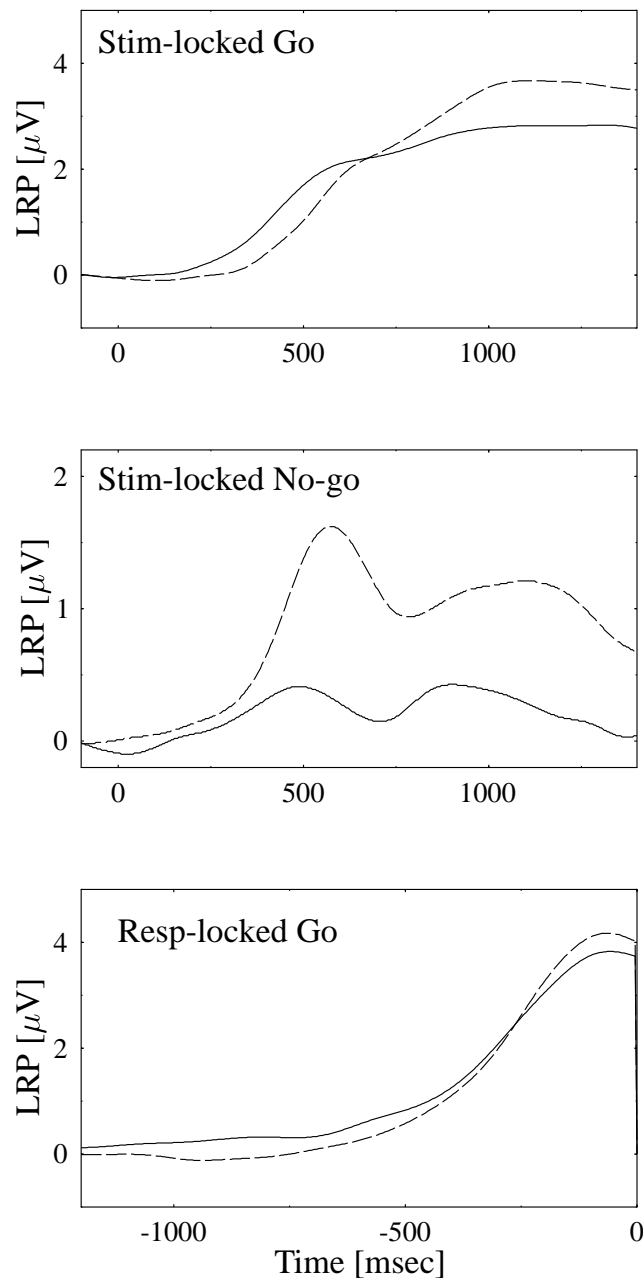 Stim-locked Go
LRP [μV]
4
2
0
0
500
1000
Stim-locked No-go
LRP [μV]
2
1
0
0
500
1000
Resp-locked Go
LRP [μV]
4
2
0
-1000
-500
0
Time [msec]